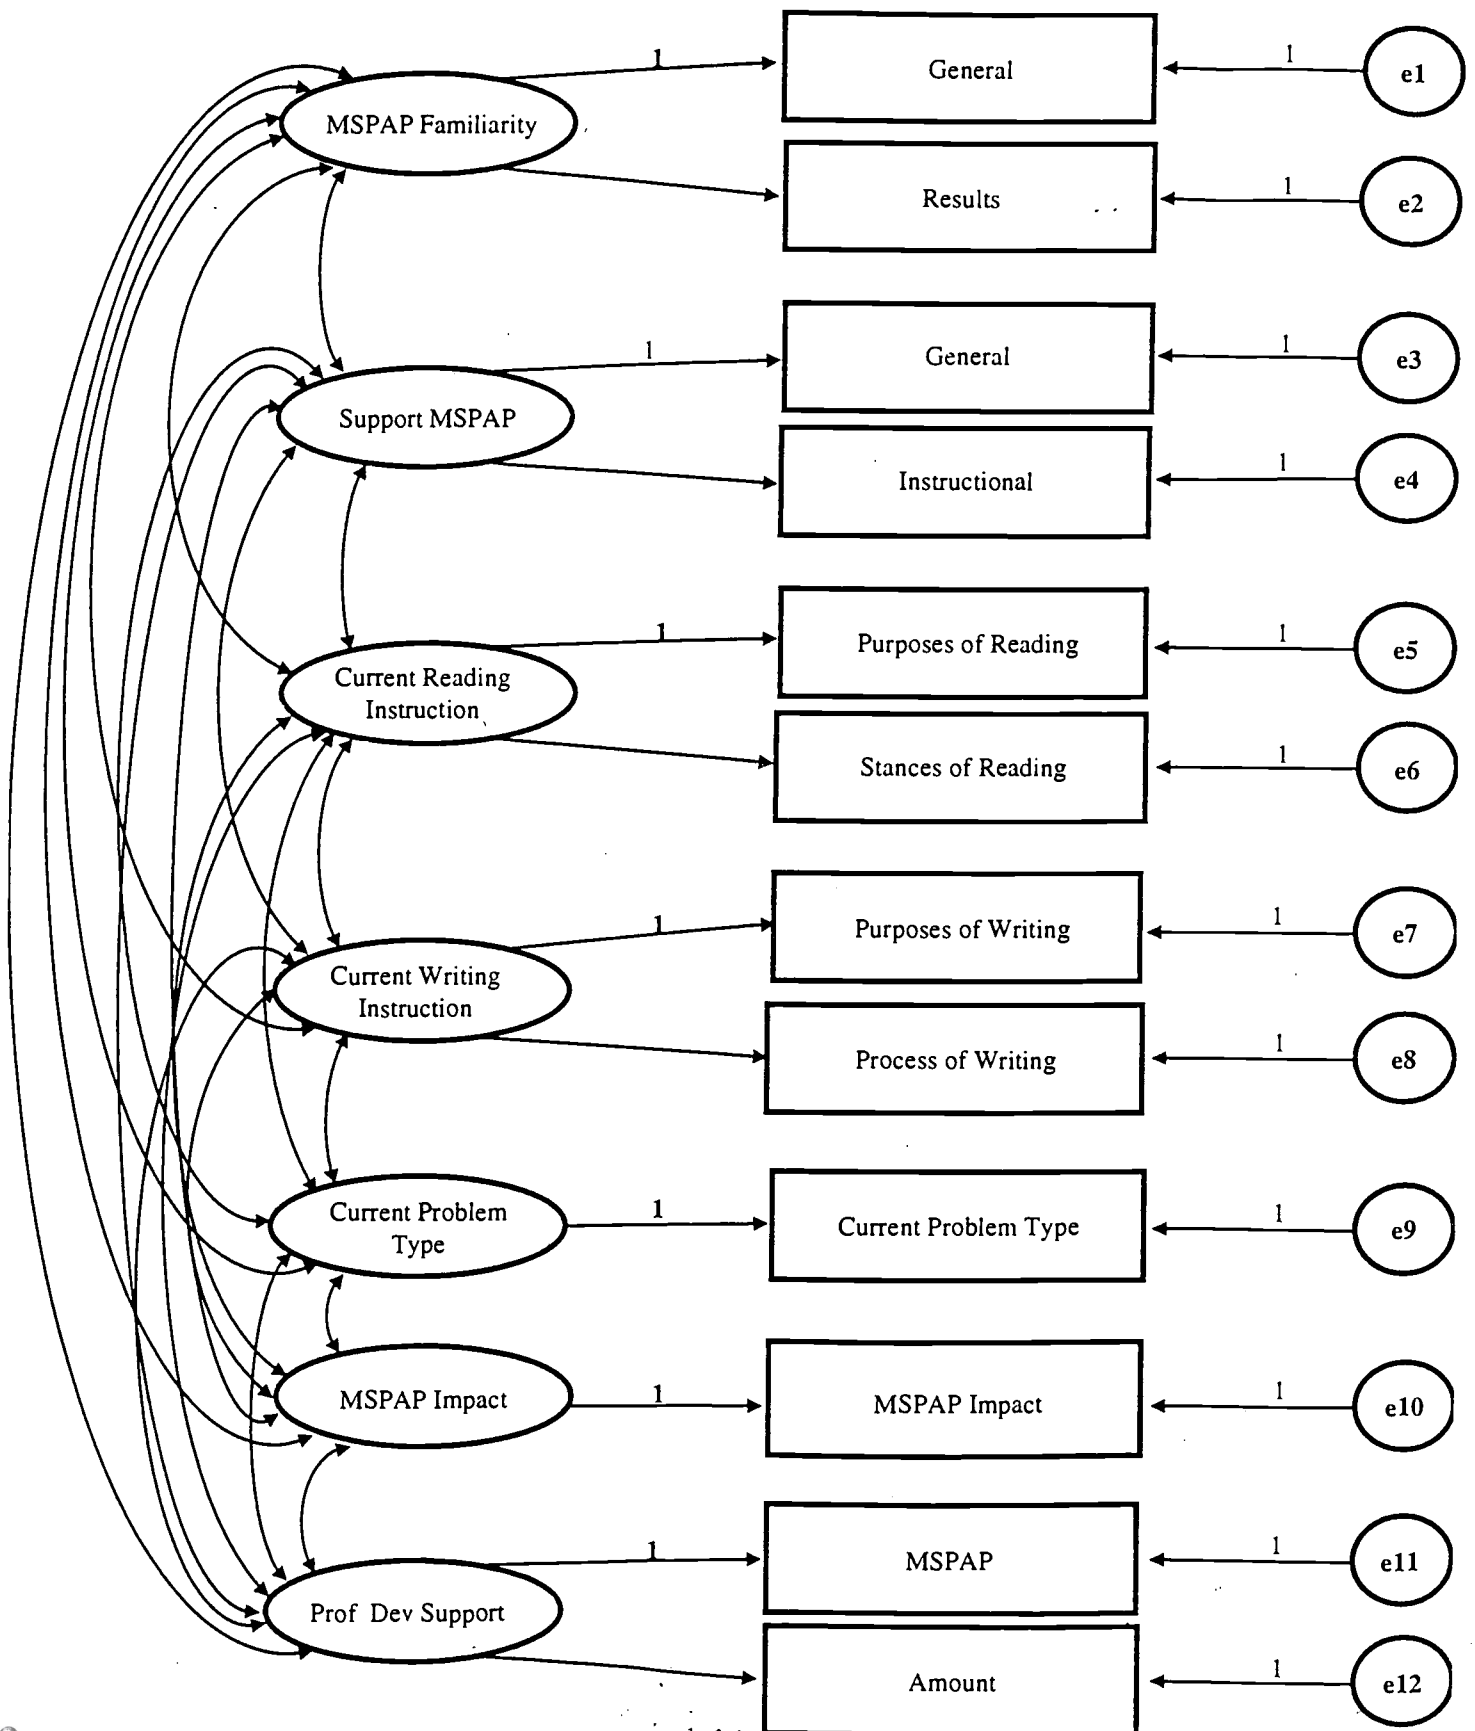 1
General
1
e1
MSPAP Familiarity
Results
1
e2
1
General
1
e3
Support MSPAP
Instructional
1
e4
1
Purposes of Reading
1
e5
Current Reading
Instruction
Stances of Reading
1
e6
1
Purposes of Writing
1
e7
Current Writing
Instruction
Process of Writing
1
e8
Current Problem
Type
1
Current Problem Type
1
e9
MSPAP Impact
1
MSPAP Impact
1
e10
1
MSPAP
1
e11
Prof Dev Support
Amount
1
e12